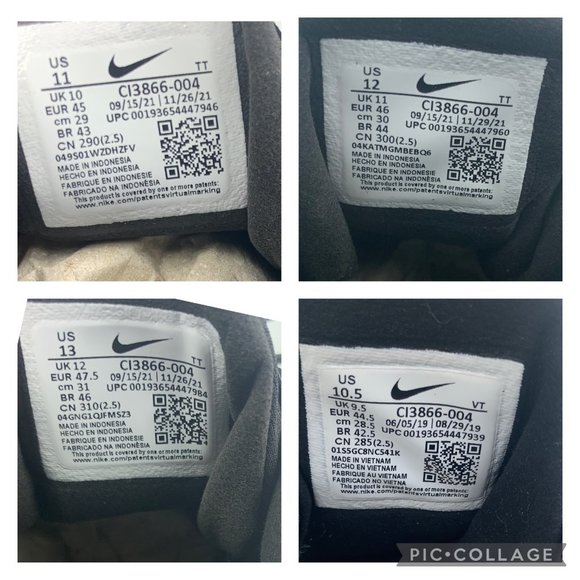 US
11
TT
UK 10
CI3866-004
EUR 45
09/15/21 | 11/26/21
cm 29
UPC 00193654447946
BR 43
CN 290(2.5)
049S01WZDHZFV
MADE IN INDONESIA
HECHO EN INDONESIA
FABRIQUE EN INDONESIE
FABRICADO NA INDONÈSIA
This product is covered by one or more patents:
www.nike.com/patentsvirtualmarking
US
12
TT
UK 11
CI3866-004
EUR 46
09/15/21 | 11/29/21
cm 30
UPC 00193654447960
BR 44
CN 300(2.5)
04KATMGMBEBQ6
MADE IN INDONESIA
HECHO EN INDONESIA
FABRIQUE EN INDONESIE
FABRICADO NA INDONÈSIA
This product is covered by one or more patents:
www.nike.com/patentsvirtualmarking
US
13
TT
UK 12
CI3866-004
EUR 47.5
09/15/21 | 11/26/21
cm 31
UPC 00193654447984
BR 46
CN 310(2.5)
04GNG1QJFMSZ3
MADE IN INDONESIA
HECHO EN INDONESIA
FABRIQUE EN INDONESIE
FABRICADO NA INDONÈSIA
This product is covered by one or more patents:
www.nike.com/patentsvirtualmarking
US
10.5
VT
UK 9.5
CI3866-004
EUR 44.5
06/05/19 | 08/29/19
cm 28.5
UPC 00193654447939
BR 42.5
CN 285(2.5)
01S5GC8NC541K
MADE IN VIETNAM
HECHO EN VIETNAM
FABRIQUE AU VIETNAM
FABRICADO NO VIETNA
This product is covered by one or more patents:
www.nike.com/patentsvirtualmarking
PIC•COLLAGE